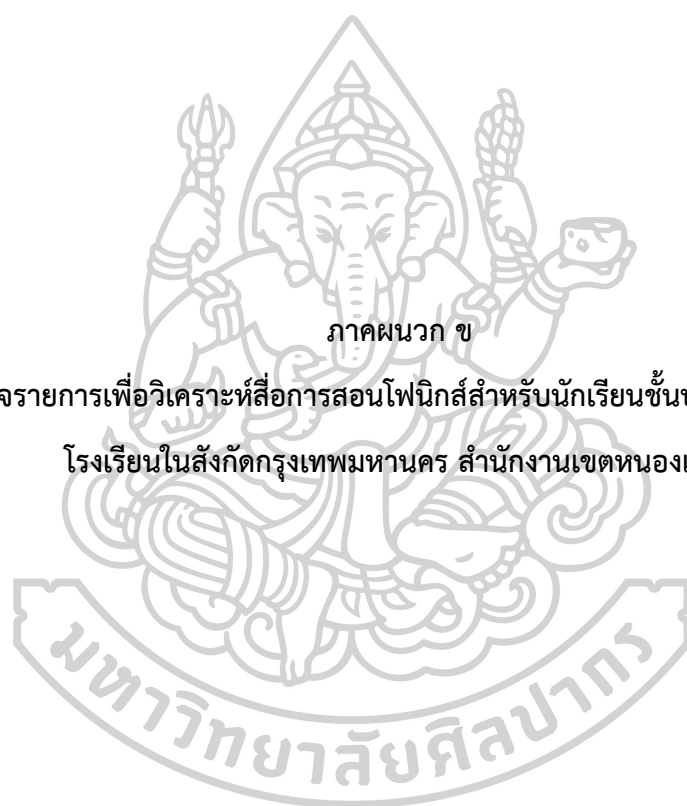 ภาคผนวก ข
จรายการเพื่อวิเคราะห์สื่อการสอนโฟนิกส์สำหรับนักเรียนชั้น
โรงเรียนในสังกัดกรุงเทพมหานคร สำนักงานเขตหนอง
มหาวิทยาลัยศิลปากร